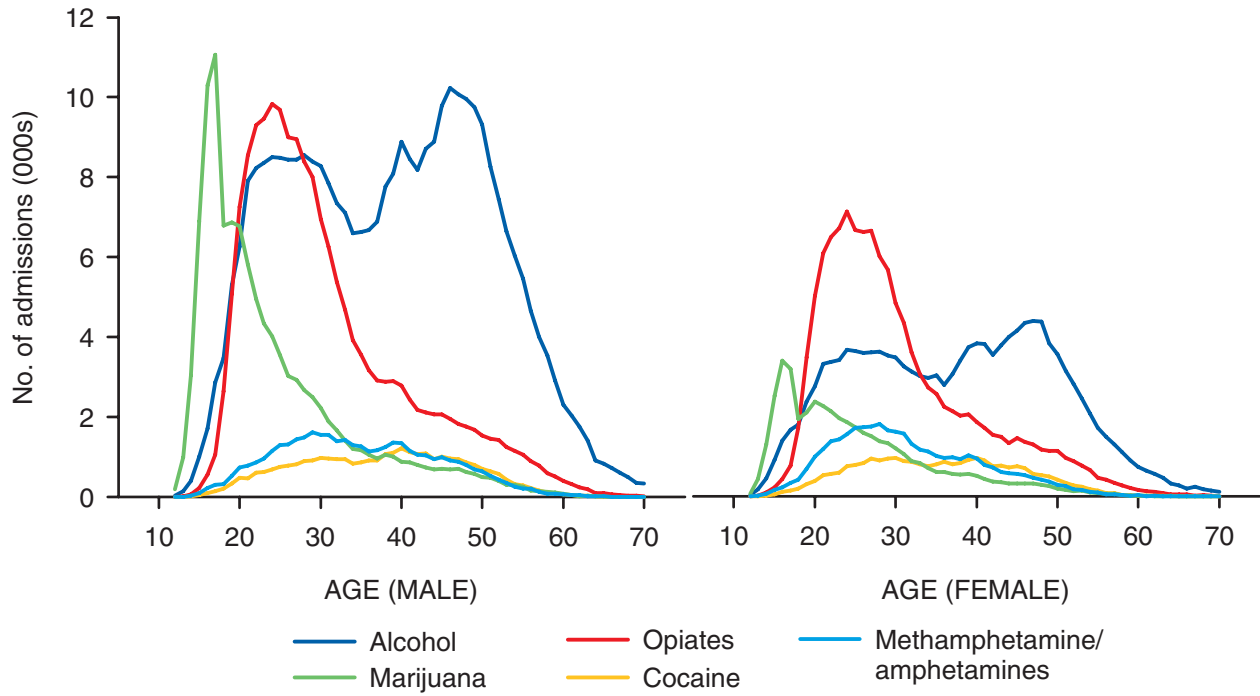 No. of admissions (000s)
12
10
8
6
4
2
0
10 20 30 40 50 60 70
10 20 30 40 50 60 70
AGE (MALE)
AGE (FEMALE)
Alcohol
Opiates
Methamphetamine/
amphetamines
Marijuana
Cocaine